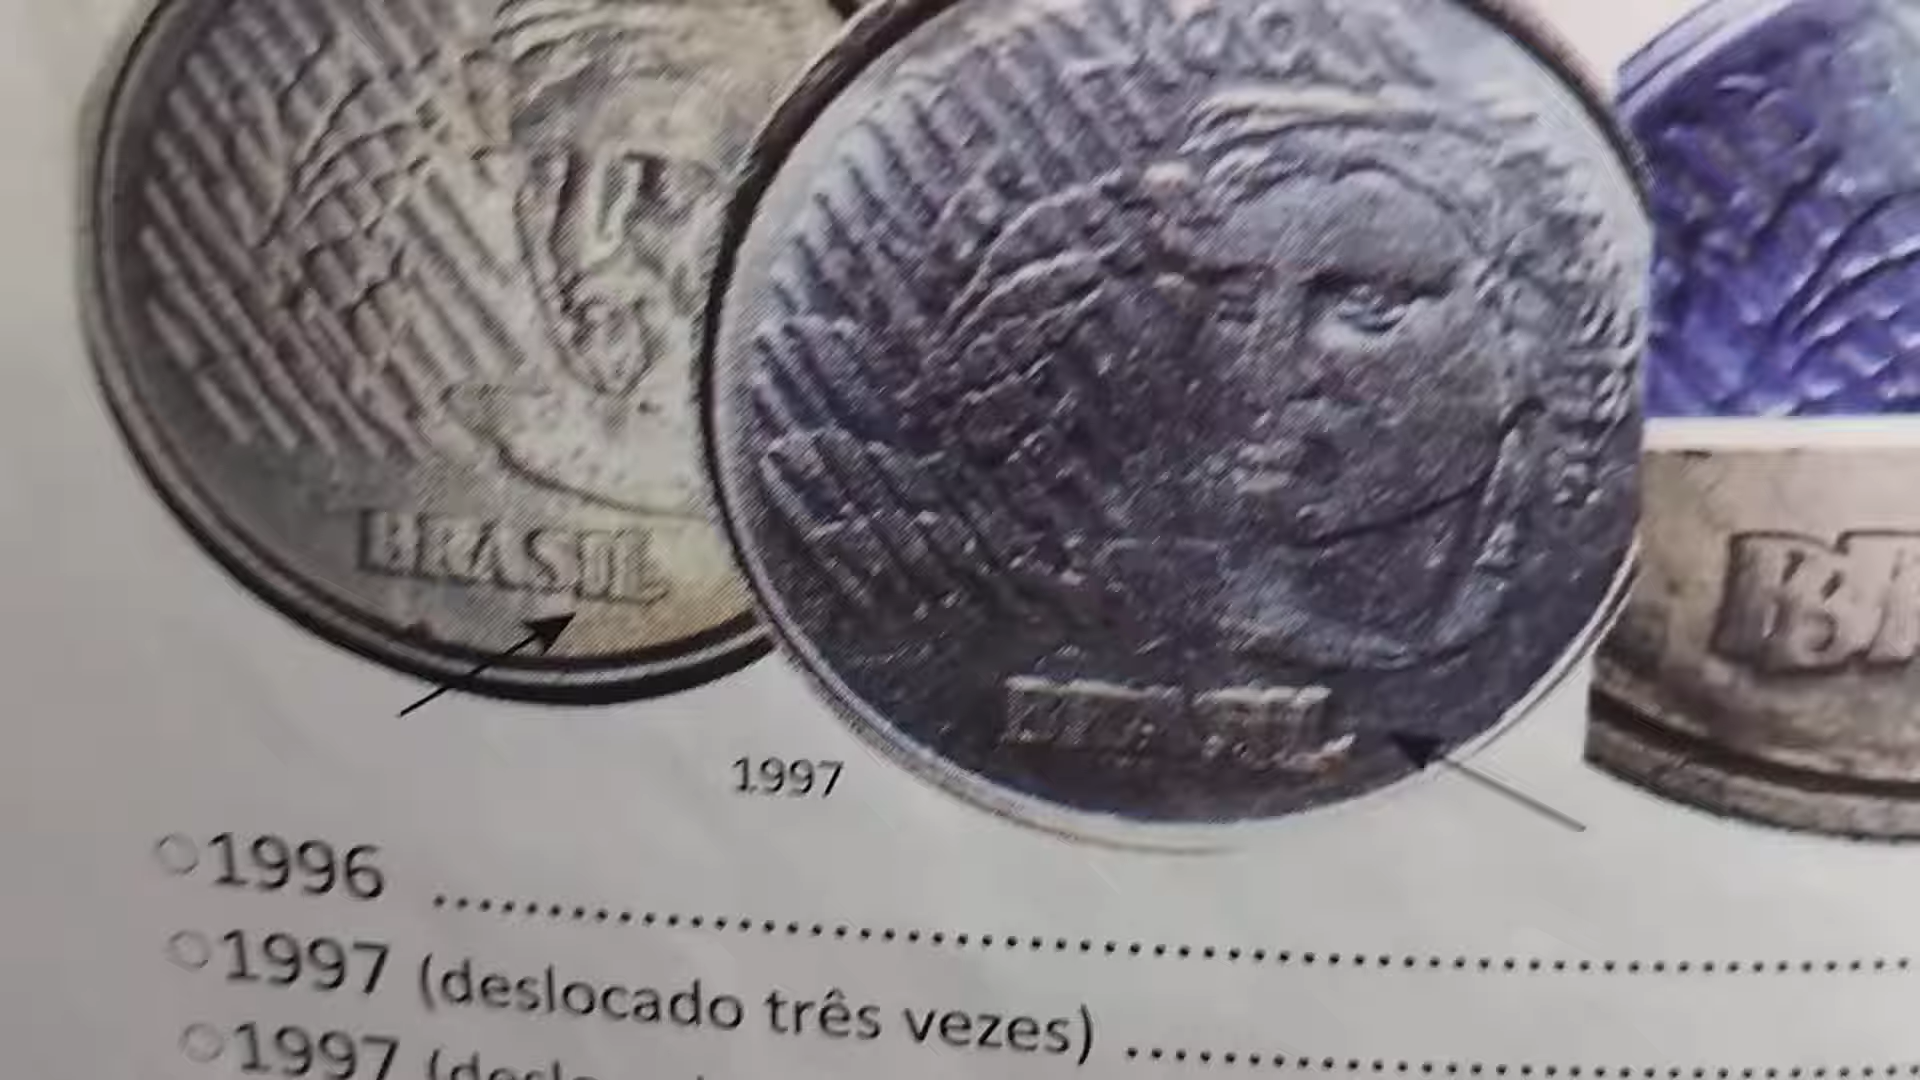 BRASIL
BRASIL
1997
1996 ........................................
1997 (deslocado três vezes) ........................
1997